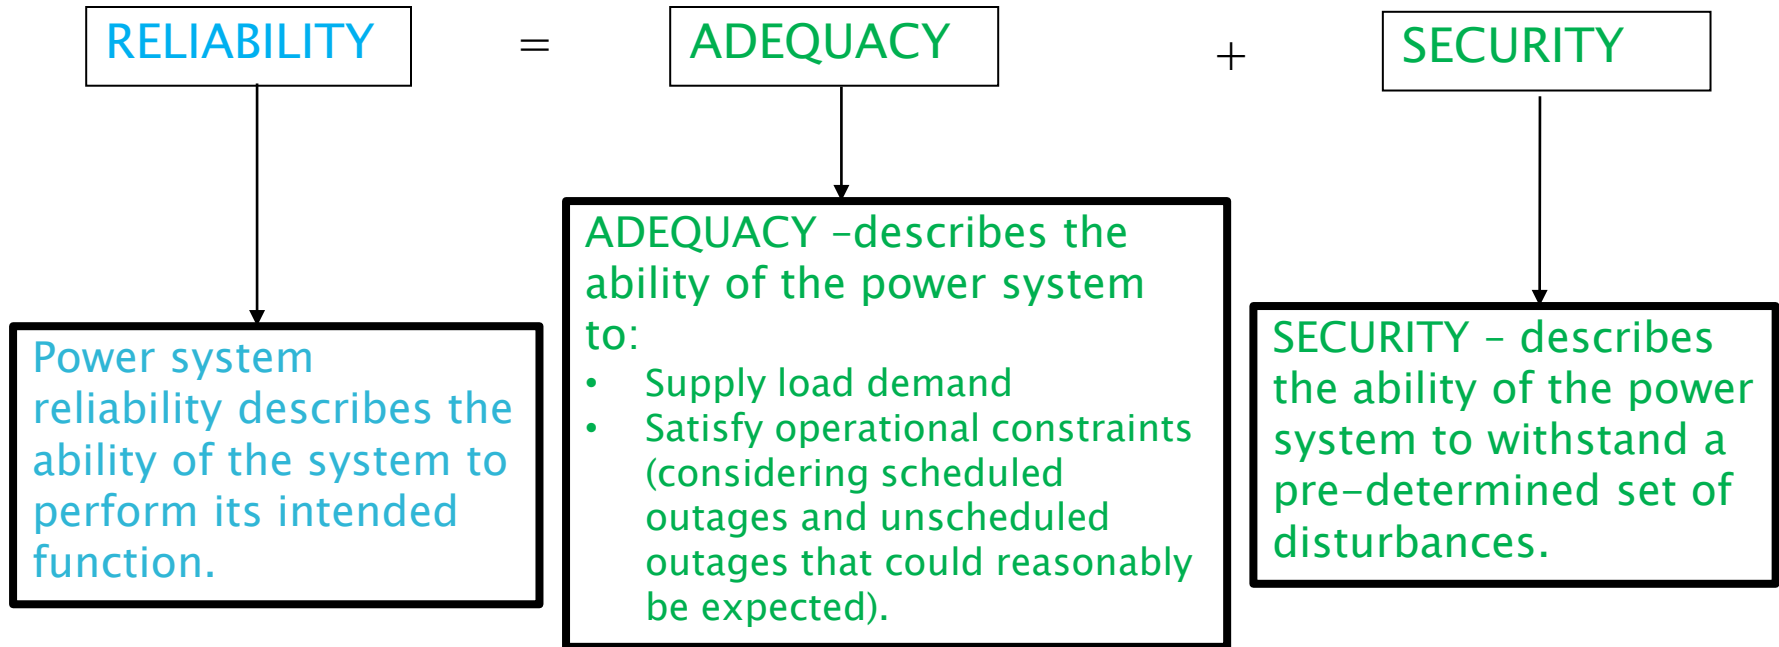 RELIABILITY = ADEQUACY + SECURITY
Power system
reliability describes the
ability of the system to
perform its intended
function.
ADEQUACY –describes the
ability of the power system
to:
• Supply load demand
• Satisfy operational constraints
(considering scheduled
outages and unscheduled
outages that could reasonably
be expected).
SECURITY – describes
the ability of the power
system to withstand a
pre-determined set of
disturbances.